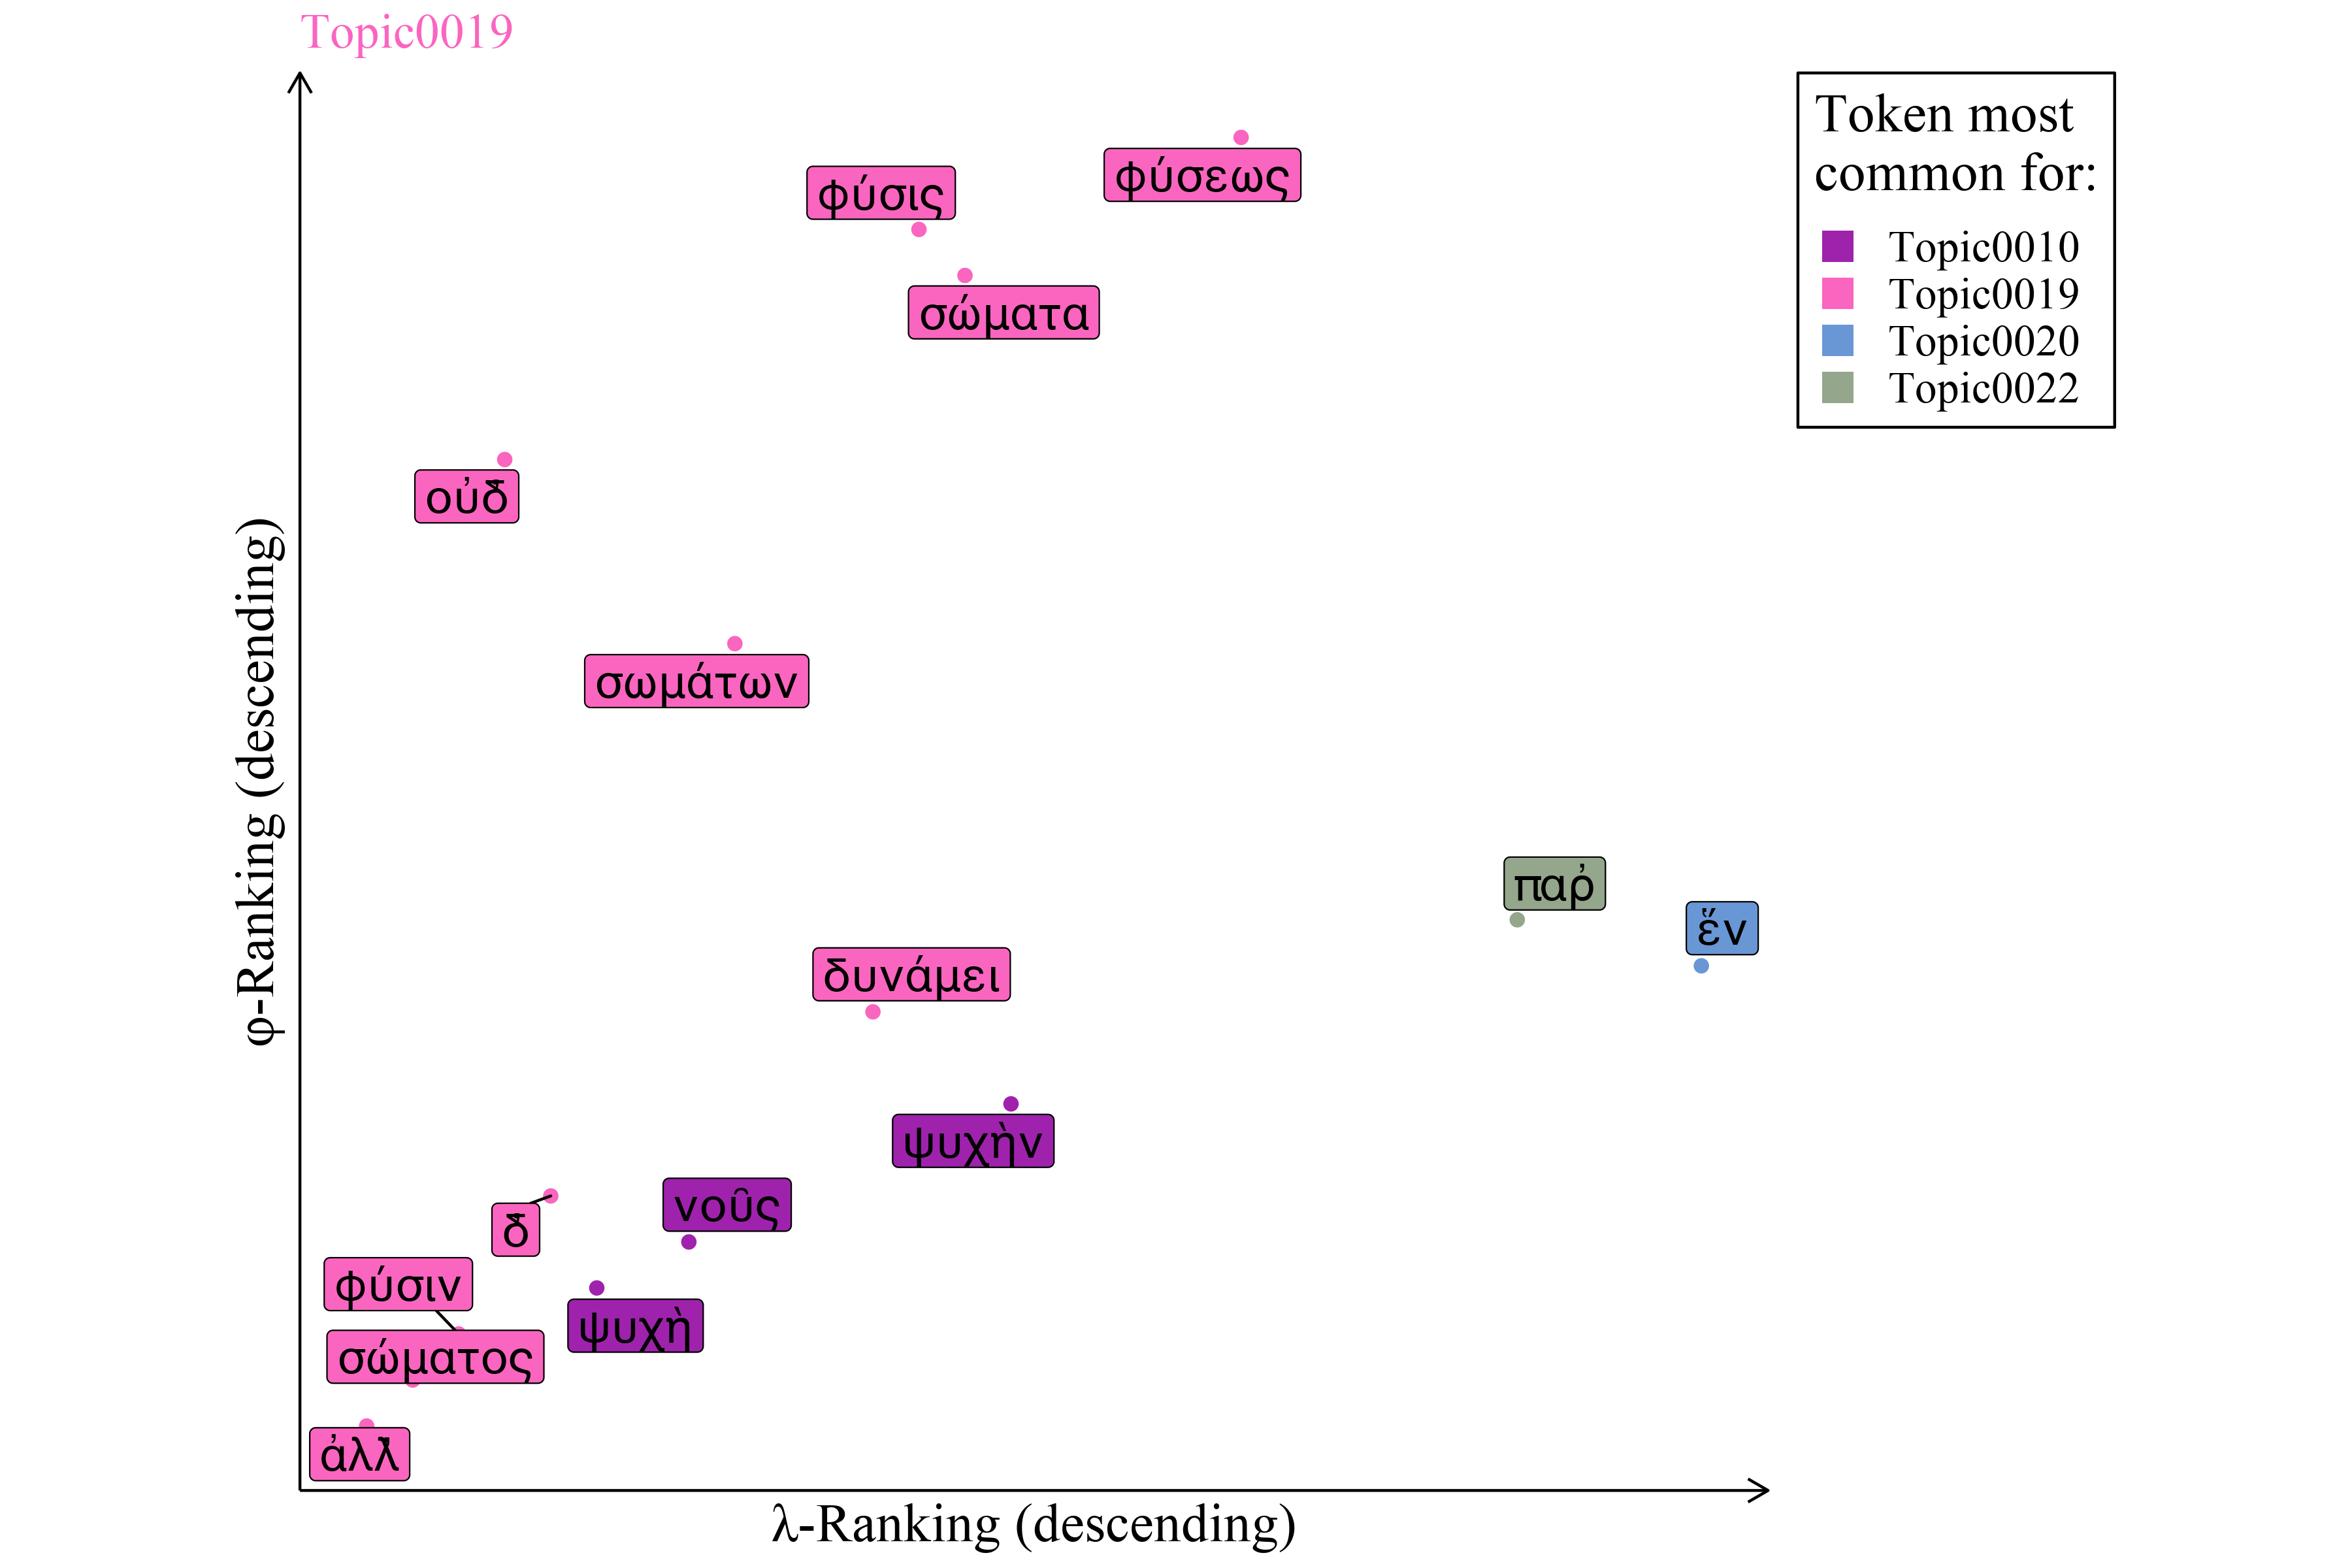 Topic0019
φ-Ranking (descending)
φύσεως
φύσις
σώματα
οὐδ̓
σωμάτων
παῤ
ἕν
δυνάμει
ψυχὴν
νοῦς
δ̓
φύσιν
ψυχὴ
σώματος
ἀλλ̓
λ-Ranking (descending)
Token most
common for:
Topic0010
Topic0019
Topic0020
Topic0022